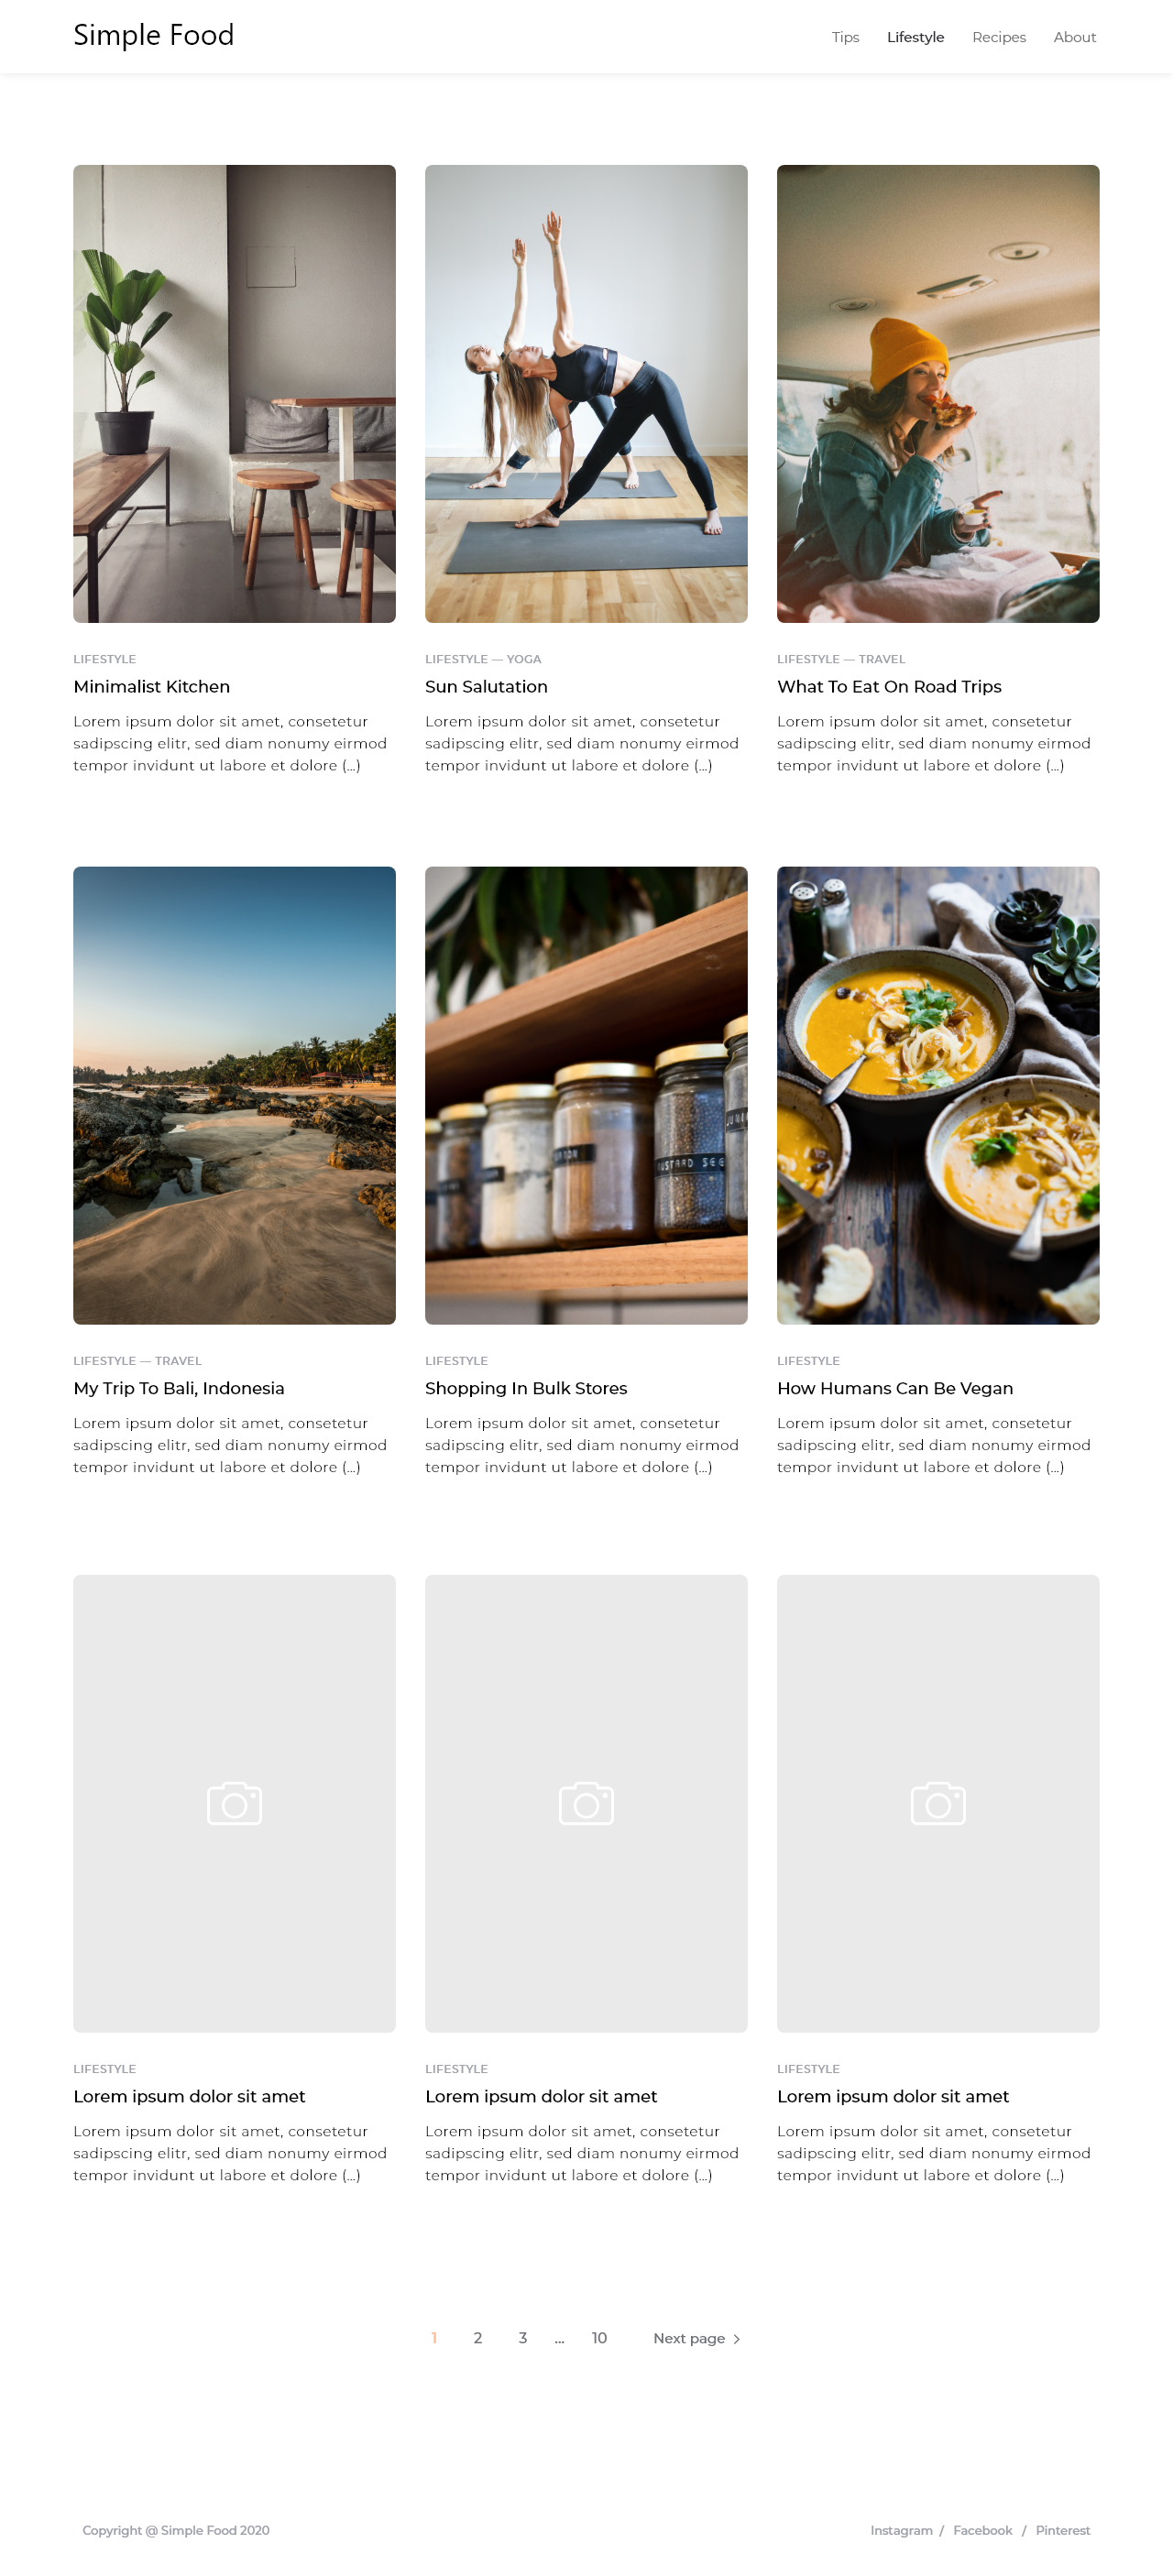 Simple Food
Tips Lifestyle Recipes About
LIFESTYLE
Minimalist Kitchen
Lorem ipsum dolor sit amet, consetetur
sadipscing elitr, sed diam nonumy eirmod
tempor invidunt ut labore et dolore (...)
LIFESTYLE — YOGA
Sun Salutation
Lorem ipsum dolor sit amet, consetetur
sadipscing elitr, sed diam nonumy eirmod
tempor invidunt ut labore et dolore (...)
LIFESTYLE — TRAVEL
What To Eat On Road Trips
Lorem ipsum dolor sit amet, consetetur
sadipscing elitr, sed diam nonumy eirmod
tempor invidunt ut labore et dolore (...)
LIFESTYLE — TRAVEL
My Trip To Bali, Indonesia
Lorem ipsum dolor sit amet, consetetur
sadipscing elitr, sed diam nonumy eirmod
tempor invidunt ut labore et dolore (...)
LIFESTYLE
Shopping In Bulk Stores
Lorem ipsum dolor sit amet, consetetur
sadipscing elitr, sed diam nonumy eirmod
tempor invidunt ut labore et dolore (...)
LIFESTYLE
How Humans Can Be Vegan
Lorem ipsum dolor sit amet, consetetur
sadipscing elitr, sed diam nonumy eirmod
tempor invidunt ut labore et dolore (...)
LIFESTYLE
Lorem ipsum dolor sit amet
Lorem ipsum dolor sit amet, consetetur
sadipscing elitr, sed diam nonumy eirmod
tempor invidunt ut labore et dolore (...)
LIFESTYLE
Lorem ipsum dolor sit amet
Lorem ipsum dolor sit amet, consetetur
sadipscing elitr, sed diam nonumy eirmod
tempor invidunt ut labore et dolore (...)
LIFESTYLE
Lorem ipsum dolor sit amet
Lorem ipsum dolor sit amet, consetetur
sadipscing elitr, sed diam nonumy eirmod
tempor invidunt ut labore et dolore (...)
1 2 3 ... 10 Next page >
Copyright @ Simple Food 2020
Instagram / Facebook / Pinterest